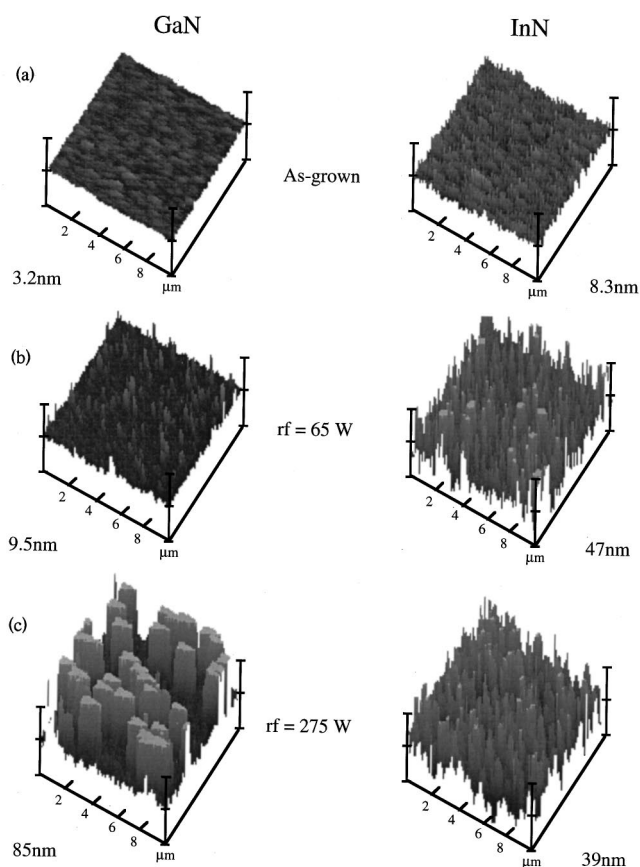 GaN InN
(a)
As-grown
2 4 6 8 μm
2 4 6 8 μm
3.2nm 8.3nm
(b)
rf = 65 W
2 4 6 8 μm
2 4 6 8 μm
9.5nm 47nm
(c)
rf = 275 W
2 4 6 8 μm
2 4 6 8 μm
85nm 39nm